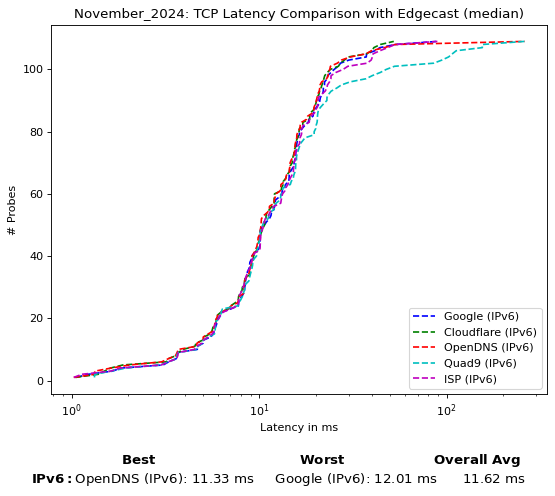 November_2024: TCP Latency Comparison with Edgecast (median)
# Probes
100
80
60
40
20
0
10⁰
10¹
10²
Latency in ms
Google (IPv6)
Cloudflare (IPv6)
OpenDNS (IPv6)
Quad9 (IPv6)
ISP (IPv6)
Best Worst Overall Avg
IPv6: OpenDNS (IPv6): 11.33 ms Google (IPv6): 12.01 ms 11.62 ms